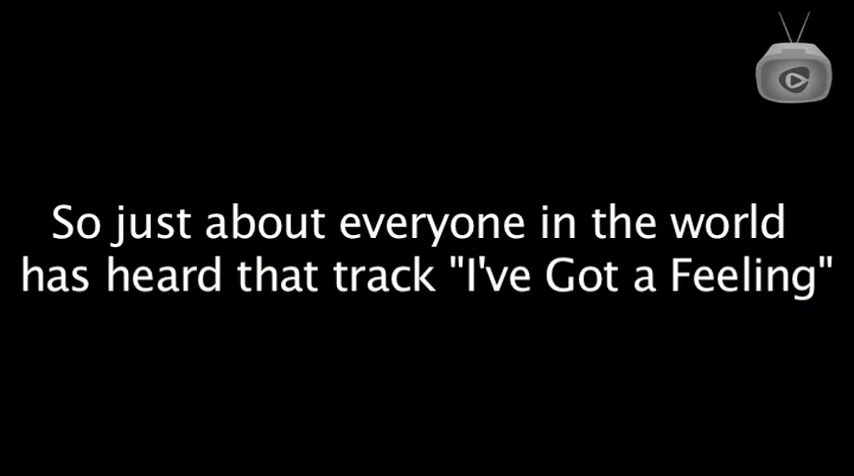 So just about everyone in the world
has heard that track "I've Got a Feeling"